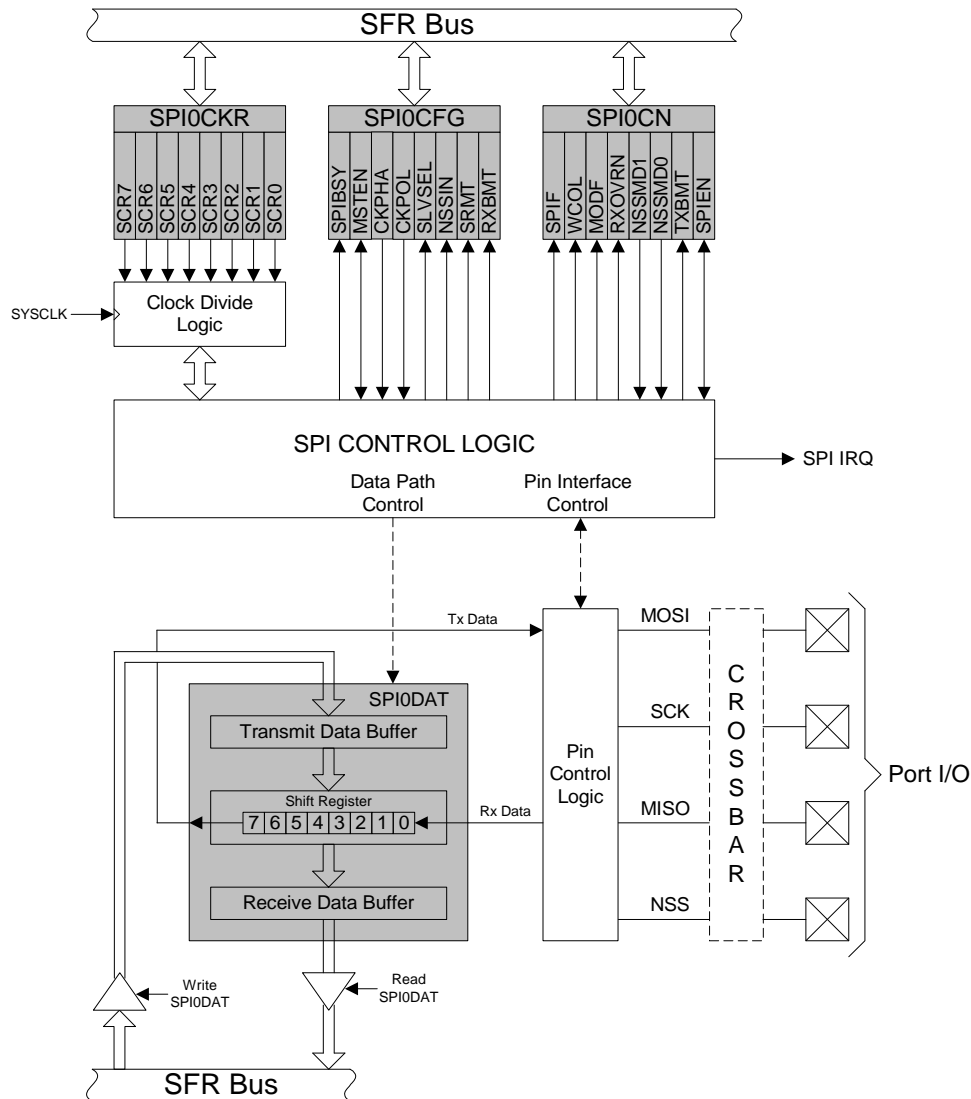 SFR Bus
SPI0CKR
SPI0CFG
SPI0CN
SCR7
SCR6
SCR5
SCR4
SCR3
SCR2
SCR1
SCR0
SPIBSY
MSTEN
CKPHA
CKPOL
SLVSEL
NSSIN
SRMT
RXBMT
SPIF
WCOL
MODF
RXOVRN
NSSMD1
NSSMD0
TXBMT
SPIEN
SYSCLK
Clock Divide
Logic
SPI CONTROL LOGIC
SPI IRQ
Data Path
Control
Pin Interface
Control
Tx Data
MOSI
SPI0DAT
Transmit Data Buffer
SCK
Shift Register
7 6 5 4 3 2 1 0
Rx Data
Pin
Control
Logic
MISO
Receive Data Buffer
NSS
CROSSBAR
Port I/O
Write
SPI0DAT
Read
SPI0DAT
SFR Bus